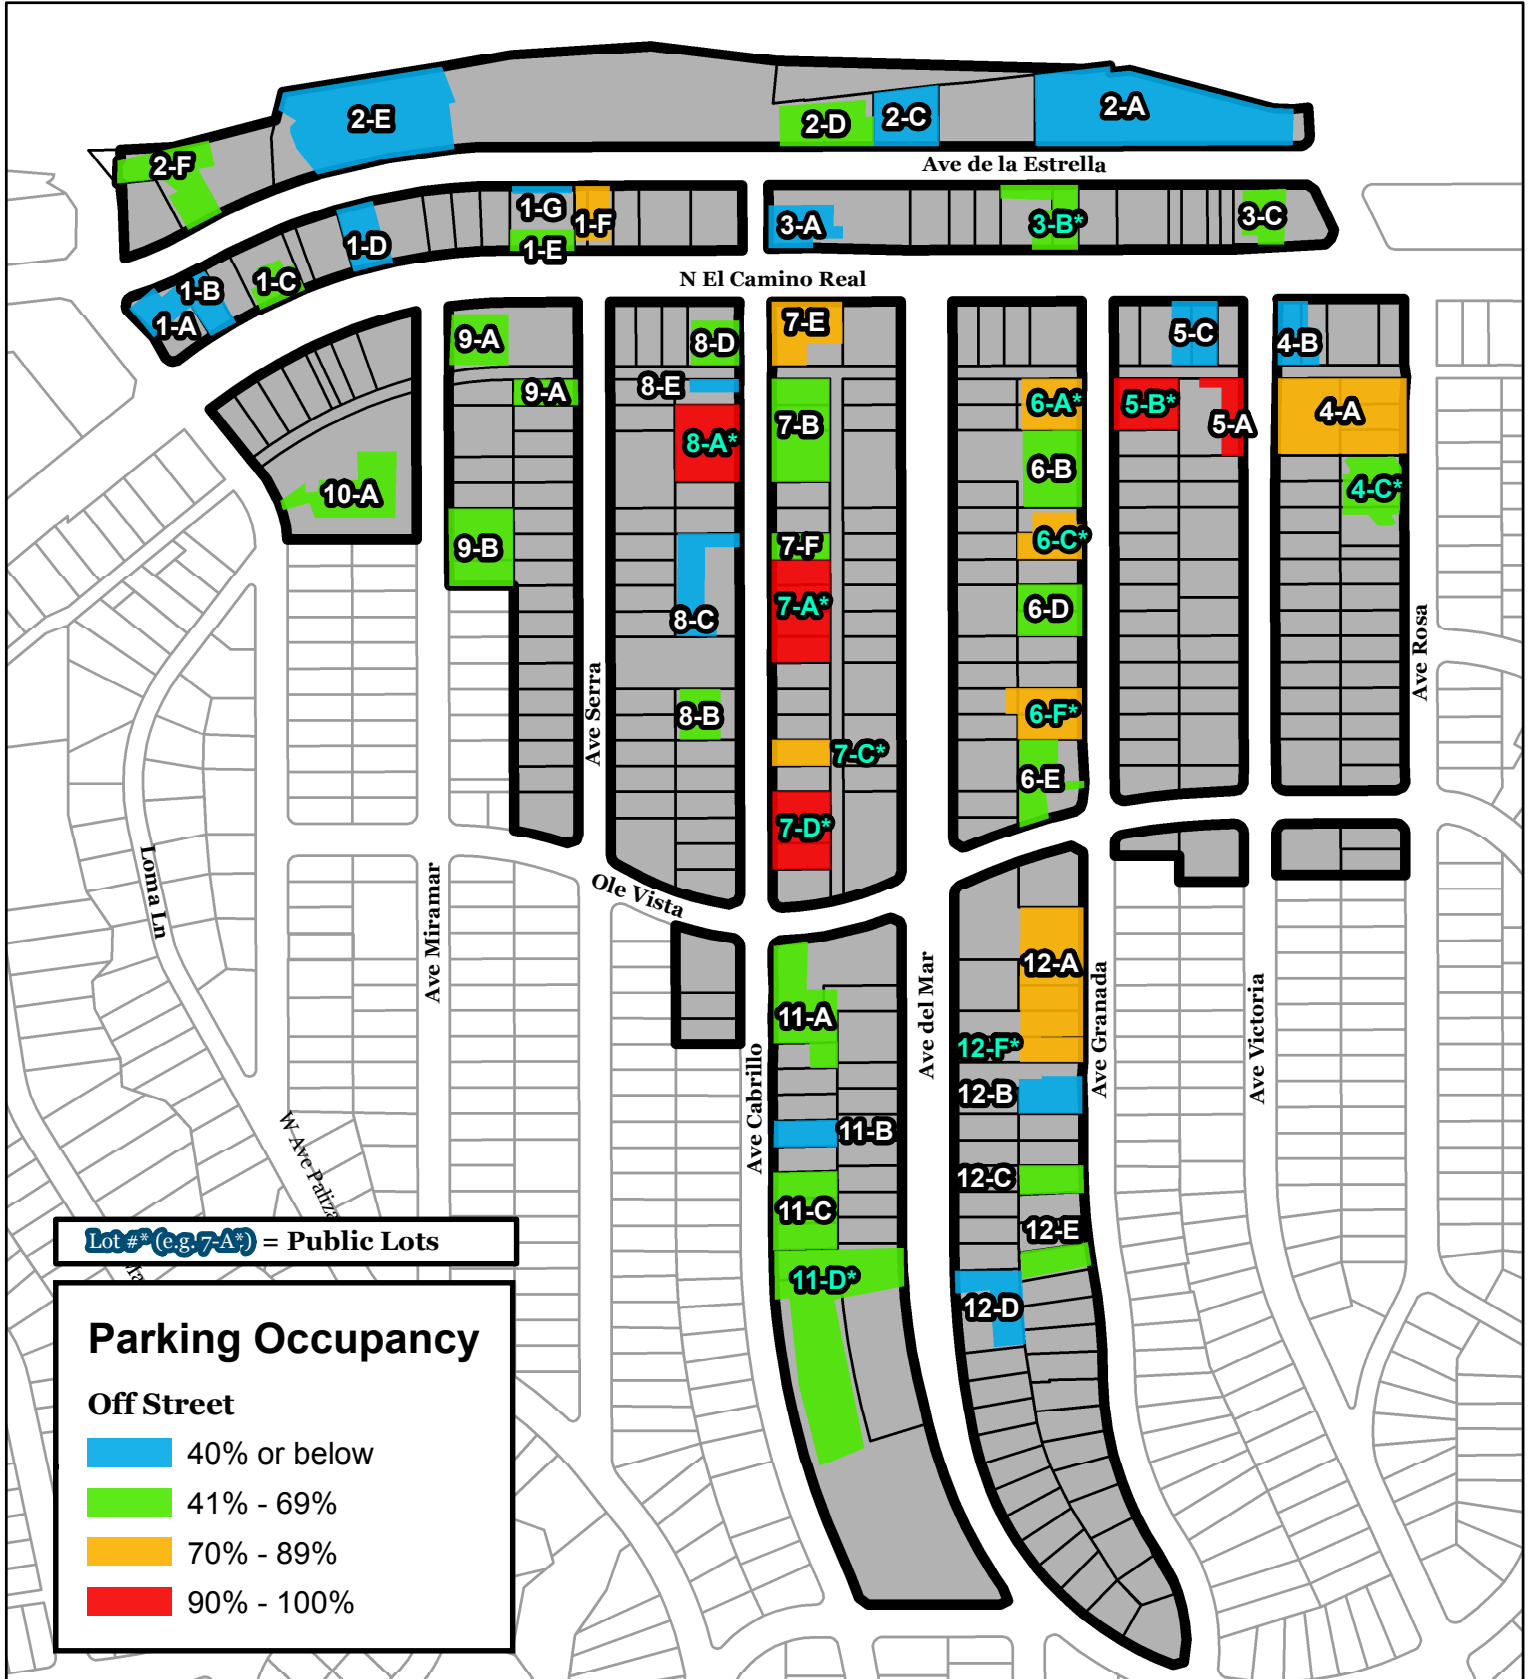 2-E
2-A
2-C
2-D
2-F
Ave de la Estrella
1-G
1-F
1-E
1-D
1-C
1-B
1-A
3-A
3-B*
3-C
N El Camino Real
9-A
8-D
7-E
5-C
4-B
9-A
8-E
6-A*
5-B*
5-A
4-A
8-A*
7-B
6-B
4-C*
10-A
9-B
7-F
6-C*
8-C
7-A*
6-D
Ave Serra
Ave Rosa
8-B
6-F*
7-C*
6-E
7-D*
Loma Ln
Ave Miramar
Ole Vista
12-A
11-A
12-F*
Ave del Mar
Ave Granada
Ave Victoria
Ave Cabrillo
12-B
11-B
12-C
11-C
12-E
11-D*
12-D
W Ave Paliza
Lot #* (e.g. 7-A*) = Public Lots
Parking Occupancy
Off Street
40% or below
41% - 69%
70% - 89%
90% - 100%